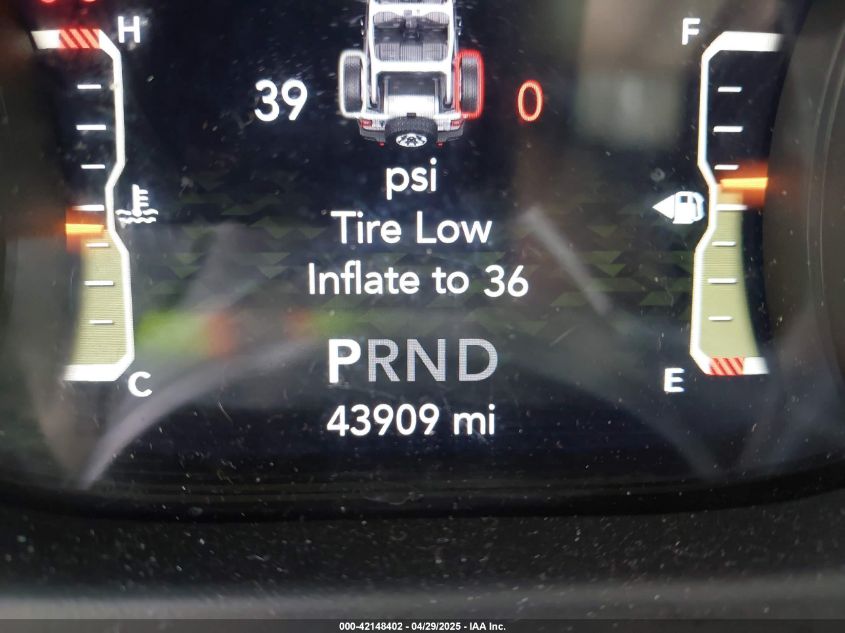 H F
39 0
psi
Tire Low
Inflate to 36
PRND
C E
43909 mi
000-42148402 - 04/29/2025 - IAA Inc.